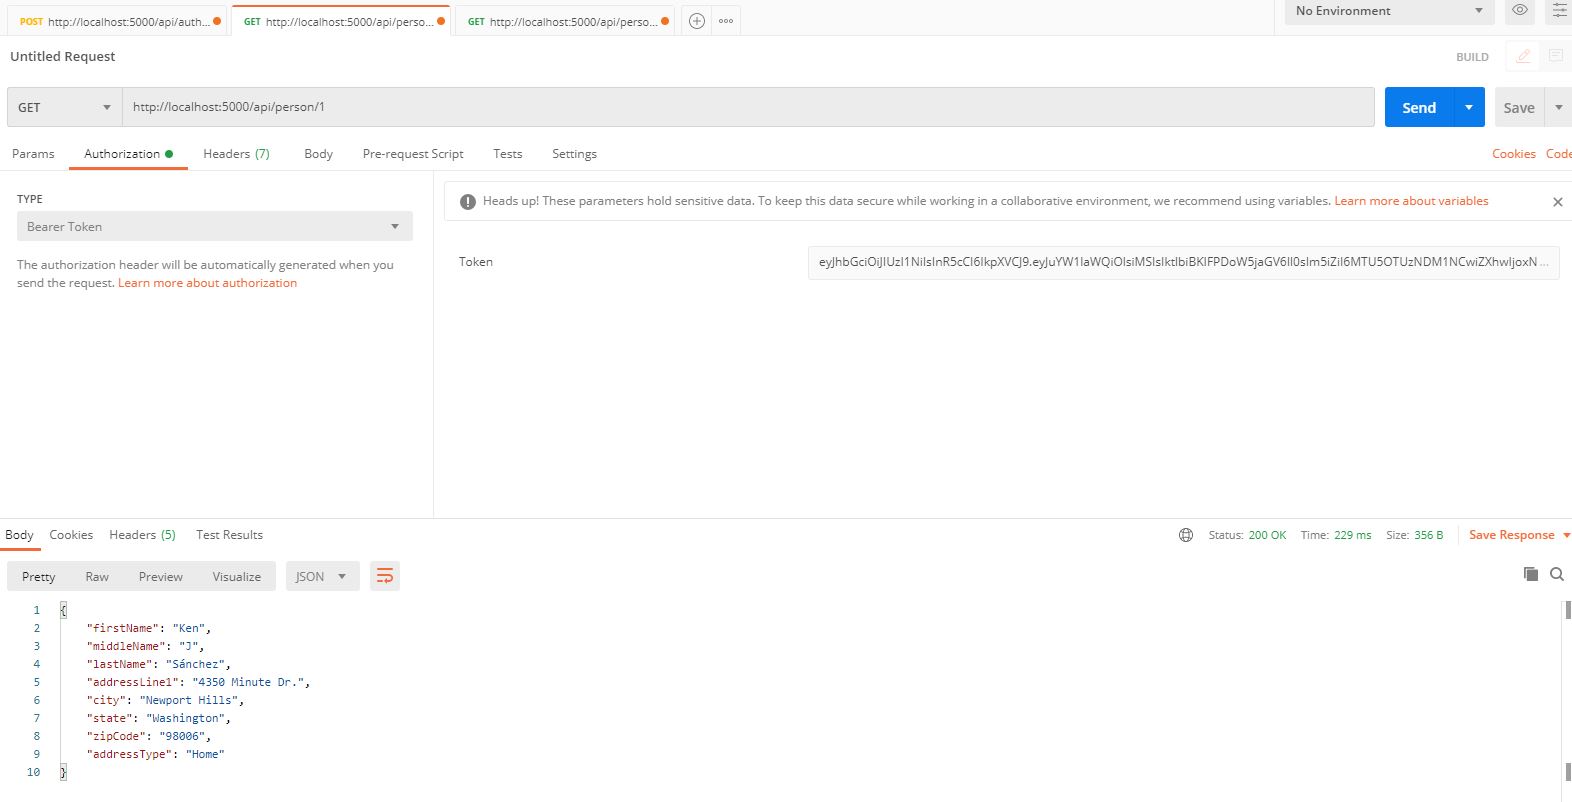 POST http://localhost:5000/api/auth...
GET http://localhost:5000/api/perso...
GET http://localhost:5000/api/perso...
No Environment
Untitled Request
BUILD
GET
http://localhost:5000/api/person/1
Send
Save
Params
Authorization
Headers (7)
Body
Pre-request Script
Tests
Settings
Cookies
Code
TYPE
Bearer Token
The authorization header will be automatically generated when you
send the request. Learn more about authorization
Heads up! These parameters hold sensitive data. To keep this data secure while working in a collaborative environment, we recommend using variables. Learn more about variables
Token
Body
Cookies
Headers (5)
Test Results
Status: 200 OK
Time: 229 ms
Size: 356 B
Save Response
Pretty
Raw
Preview
Visualize
JSON
1 {
2 "firstName": "Ken",
3 "middleName": "J",
4 "lastName": "Sánchez",
5 "addressLine1": "4350 Minute Dr.",
6 "city": "Newport Hills",
7 "state": "Washington",
8 "zipCode": "98006",
9 "addressType": "Home"
10 }